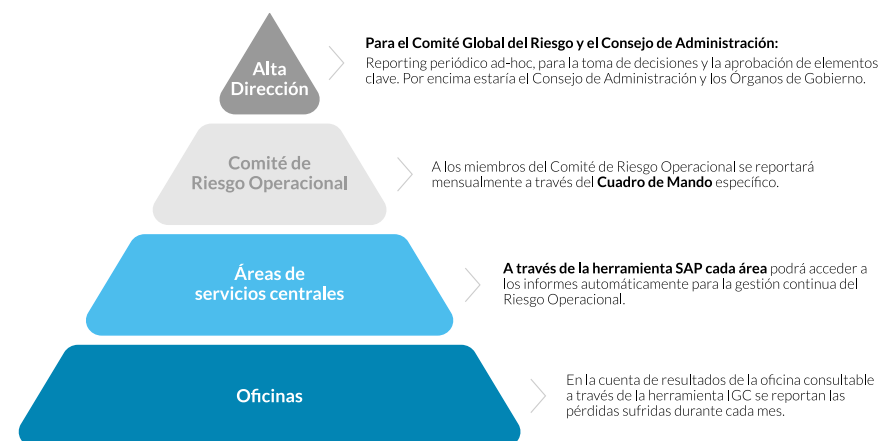 Alta
Dirección
Para el Comité Global del Riesgo y el Consejo de Administración:
Reporting periódico ad-hoc, para la toma de decisiones y la aprobación de elementos
clave. Por encima estaría el Consejo de Administración y los Órganos de Gobierno.
Comité de
Riesgo Operacional
A los miembros del Comité de Riesgo Operacional se reportará
mensualmente a través del Cuadro de Mando específico.
Áreas de
servicios centrales
A través de la herramienta SAP cada área podrá acceder a
los informes automáticamente para la gestión continua del
Riesgo Operacional.
Oficinas
En la cuenta de resultados de la oficina consultable
a través de la herramienta IGC se reportan las
pérdidas sufridas durante cada mes.